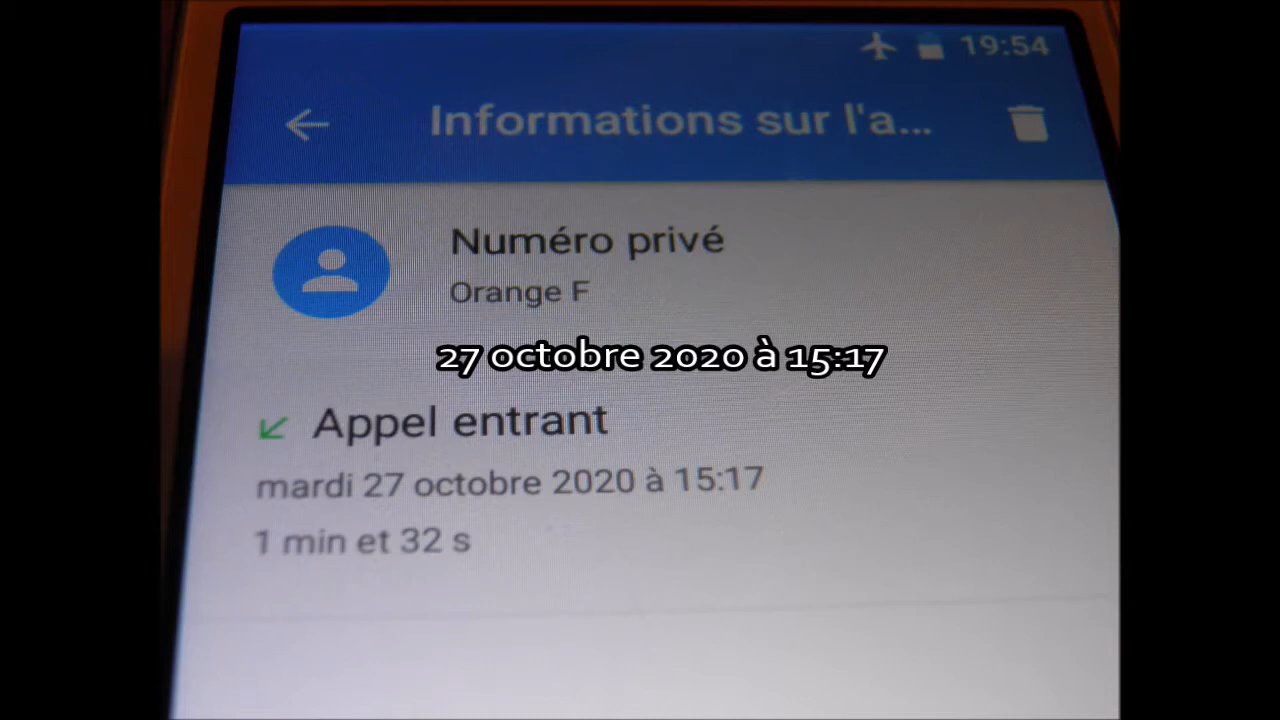 19:54
Informations sur l'a...
Numéro privé
Orange F
27 octobre 2020 à 15:17
Appel entrant
mardi 27 octobre 2020 à 15:17
1 min et 32 s